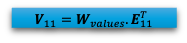 V₁₁ = W_values.E₁₁ᵀ